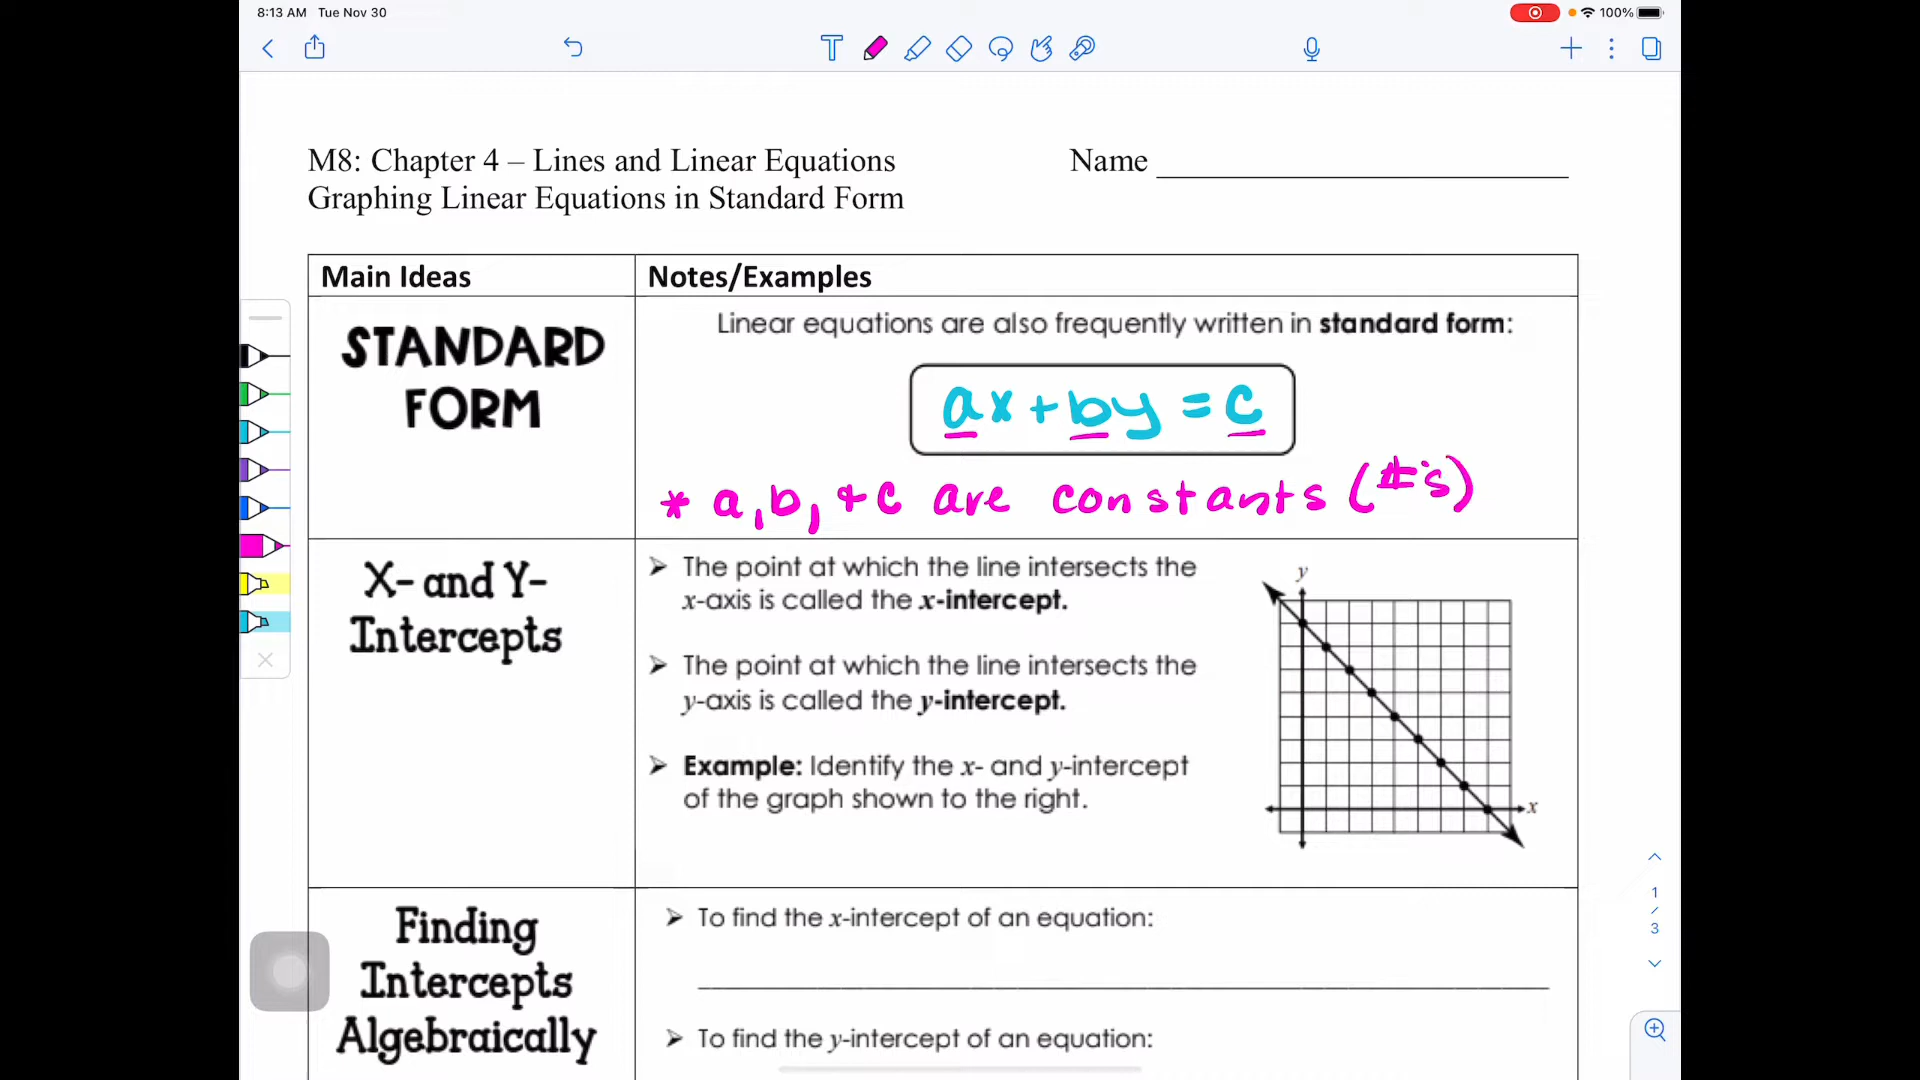 8:13 AM Tue Nov 30
100%
M8: Chapter 4 – Lines and Linear Equations
Name
Graphing Linear Equations in Standard Form
Main Ideas
Notes/Examples
STANDARD
FORM
Linear equations are also frequently written in standard form:
ax + by = c
* a, b, + c are constants (#'s)
X- and Y-
Intercepts
➢ The point at which the line intersects the
x-axis is called the x-intercept.
➢ The point at which the line intersects the
y-axis is called the y-intercept.
➢ Example: Identify the x- and y-intercept
of the graph shown to the right.
y
x
1
/
3
Finding
Intercepts
Algebraically
➢ To find the x-intercept of an equation:
➢ To find the y-intercept of an equation: